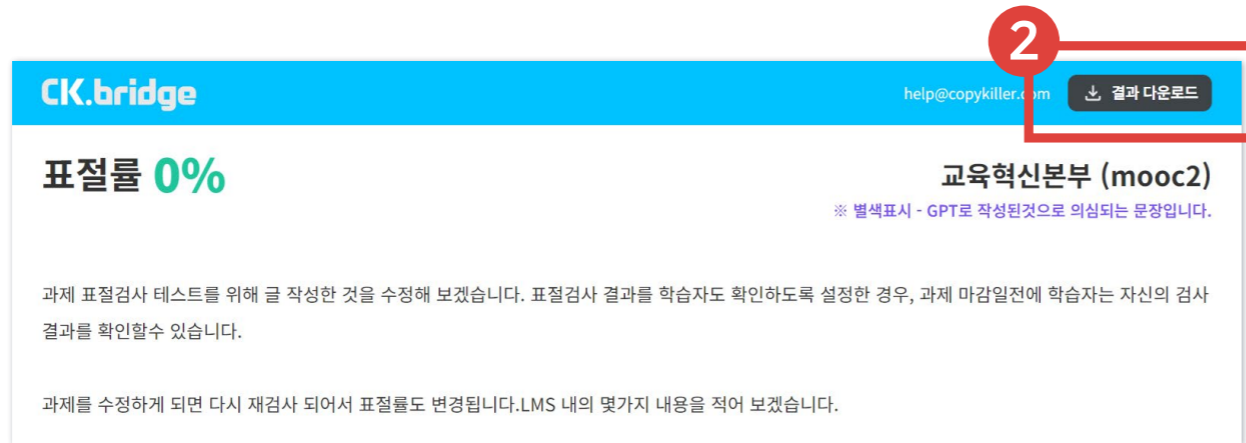 2
CK.bridge
help@copykiller.com
결과 다운로드
표절률 0%
교육혁신본부 (mooc2)
※ 별색표시 - GPT로 작성된것으로 의심되는 문장입니다.
과제 표절검사 테스트를 위해 글 작성한 것을 수정해 보겠습니다. 표절검사 결과를 학습자도 확인하도록 설정한 경우, 과제 마감일전에 학습자는 자신의 검사
결과를 확인할수 있습니다.
과제를 수정하게 되면 다시 재검사 되어서 표절률도 변경됩니다.LMS 내의 몇가지 내용을 적어 보겠습니다.